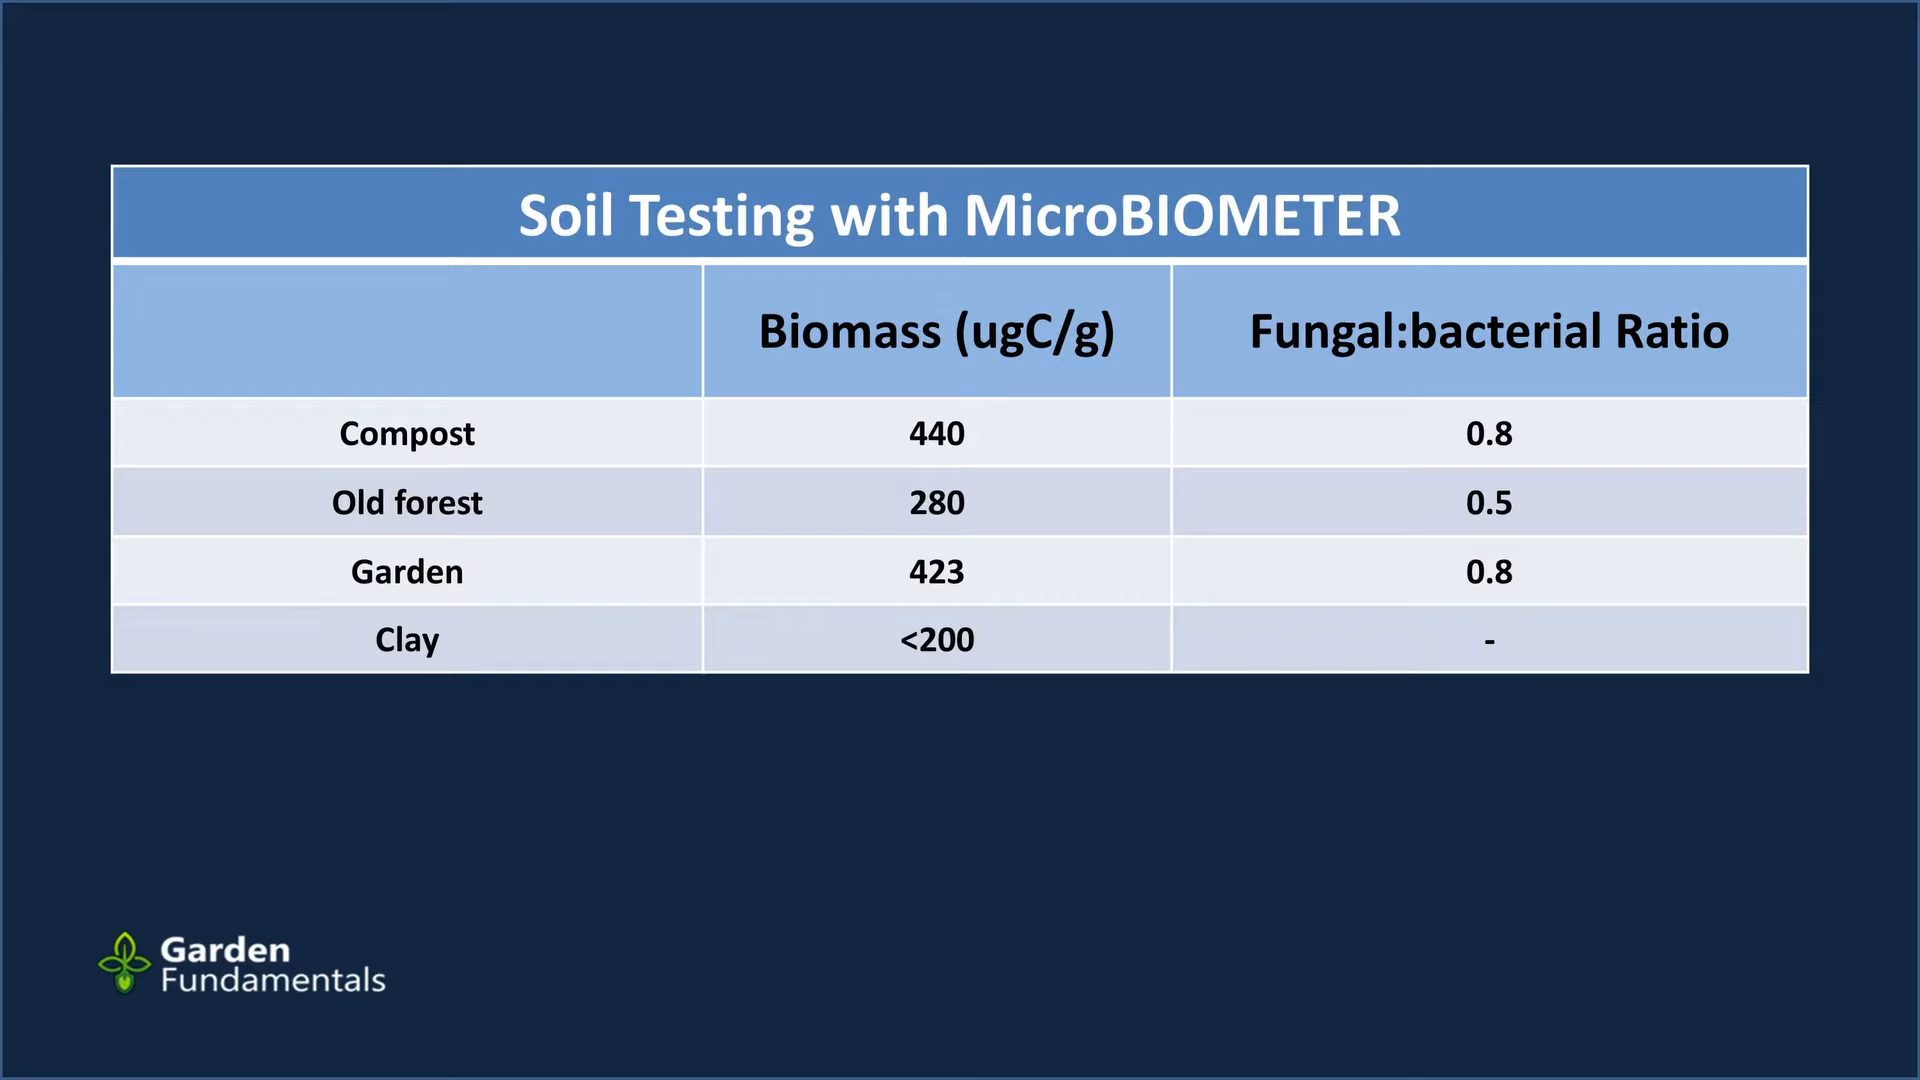 Soil Testing with MicroBIOMETER
Biomass (ugC/g) Fungal:bacterial Ratio
Compost 440 0.8
Old forest 280 0.5
Garden 423 0.8
Clay <200 -
Garden
Fundamentals